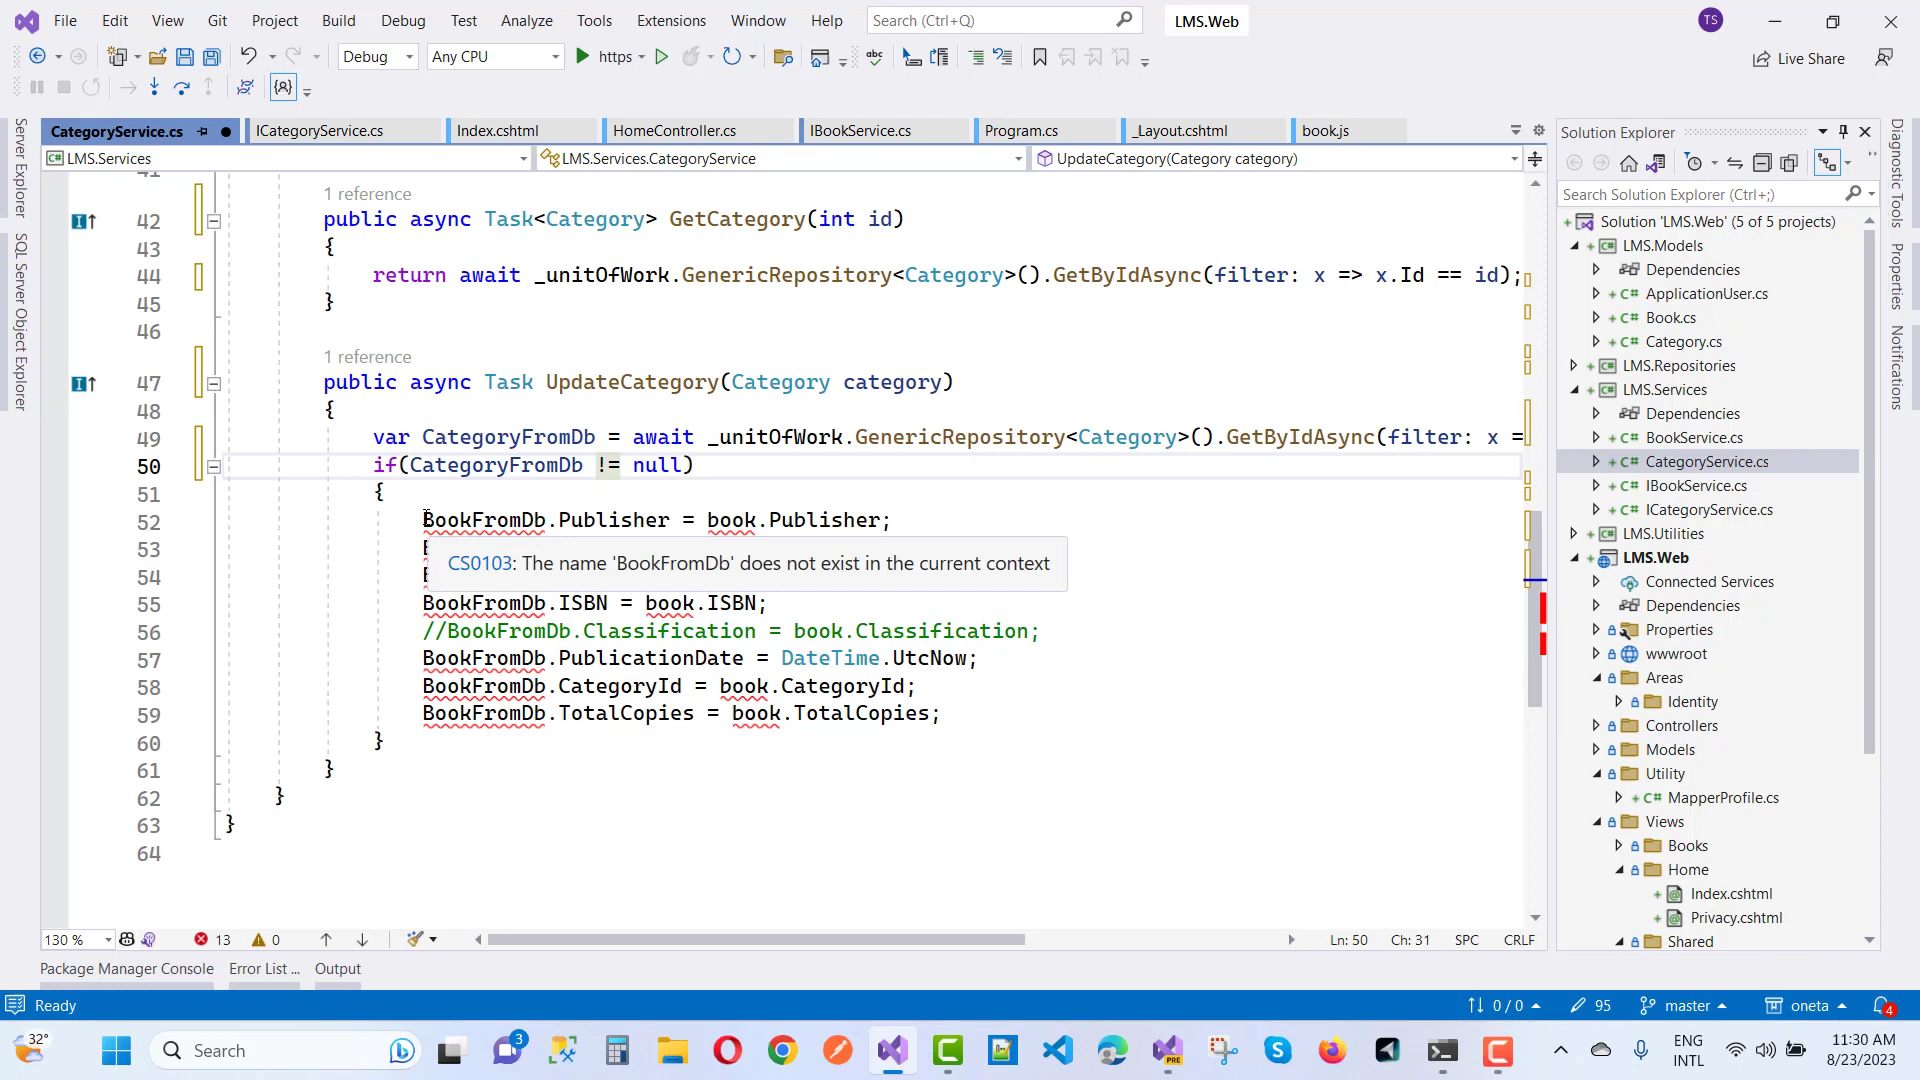 File Edit View Git Project Build Debug Test Analyze Tools Extensions Window Help Search (Ctrl+Q) LMS.Web TS
Debug Any CPU https Live Share
CategoryService.cs ICategoryService.cs Index.cshtml HomeController.cs IBookService.cs Program.cs _Layout.cshtml book.js
LMS.Services LMS.Services.CategoryService UpdateCategory(Category category)
Server Explorer
SQL Server Object Explorer
41
1 reference
42 public async Task<Category> GetCategory(int id)
43 {
44 return await _unitOfWork.GenericRepository<Category>().GetByIdAsync(filter: x => x.Id == id);
45 }
46
1 reference
47 public async Task UpdateCategory(Category category)
48 {
49 var CategoryFromDb = await _unitOfWork.GenericRepository<Category>().GetByIdAsync(filter: x =
50 if(CategoryFromDb != null)
51 {
52 BookFromDb.Publisher = book.Publisher;
53
CS0103: The name 'BookFromDb' does not exist in the current context
54
55 BookFromDb.ISBN = book.ISBN;
56 //BookFromDb.Classification = book.Classification;
57 BookFromDb.PublicationDate = DateTime.UtcNow;
58 BookFromDb.CategoryId = book.CategoryId;
59 BookFromDb.TotalCopies = book.TotalCopies;
60 }
61 }
62 }
63 }
64
130 % 13 0 Ln: 50 Ch: 31 SPC CRLF
Package Manager Console Error List ... Output
Solution Explorer
Search Solution Explorer (Ctrl+;)
Solution 'LMS.Web' (5 of 5 projects)
LMS.Models
Dependencies
ApplicationUser.cs
Book.cs
Category.cs
LMS.Repositories
LMS.Services
Dependencies
BookService.cs
CategoryService.cs
IBookService.cs
ICategoryService.cs
LMS.Utilities
LMS.Web
Connected Services
Dependencies
Properties
wwwroot
Areas
Identity
Controllers
Models
Utility
MapperProfile.cs
Views
Books
Home
Index.cshtml
Privacy.cshtml
Shared
Diagnostic Tools
Properties
Notifications
Ready 0 / 0 95 master oneta 4
32° Search 3 PRE ENG
INTL
11:30 AM
8/23/2023